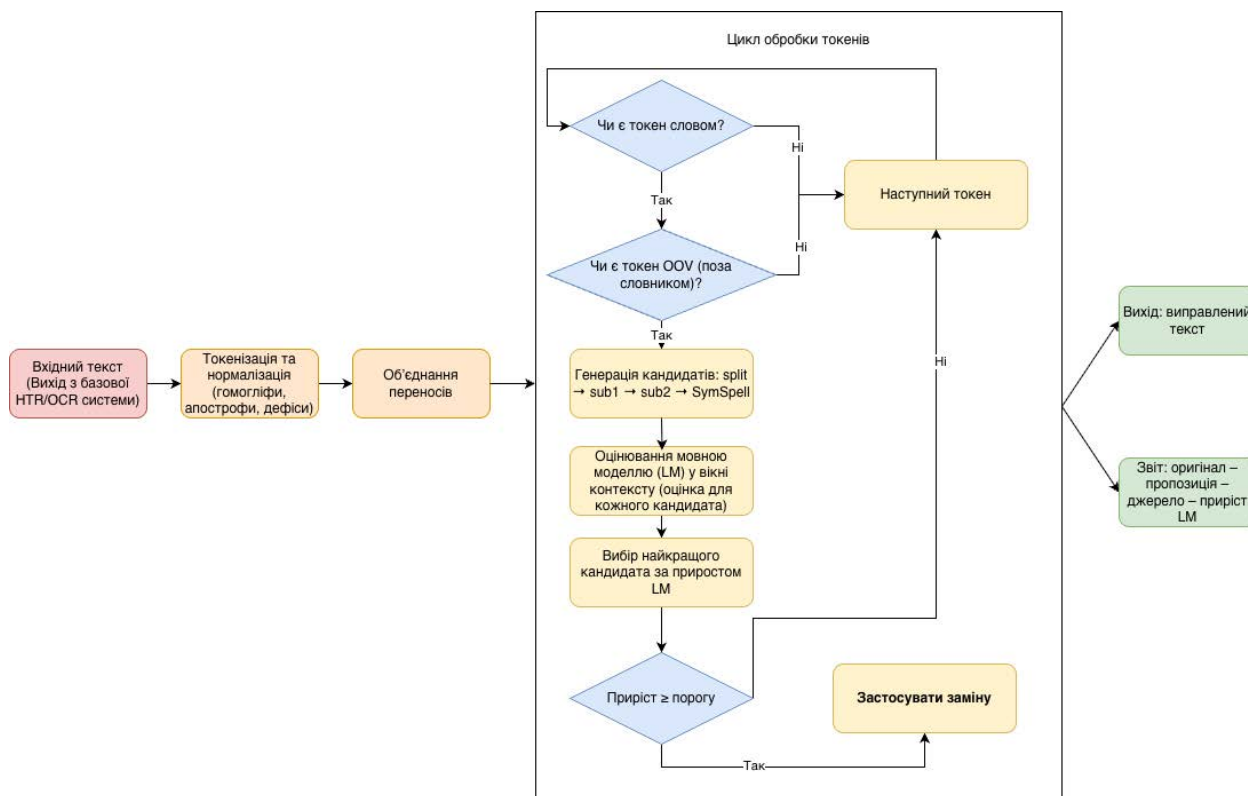 Цикл обробки токенів
Чи є токен словом?
Ні
Так
Наступний токен
Чи є токен OOV (поза
словником)?
Ні
Так
Вхідний текст
(Вихід з базової
HTR/OCR системи)
Токенізація та
нормалізація
(гомогліфи,
апострофи, дефіси)
Об'єднання
переносів
Генерація кандидатів: split
→ sub1 → sub2 → SymSpell
Оцінювання мовною
моделлю (LM) у вікні
контексту (оцінка для
кожного кандидата)
Вибір найкращого
кандидата за приростом
LM
Ні
Приріст ≥ порогу
Так
Застосувати заміну
Вихід: виправлений
текст
Звіт: оригінал –
пропозиція –
джерело – приріст
LM